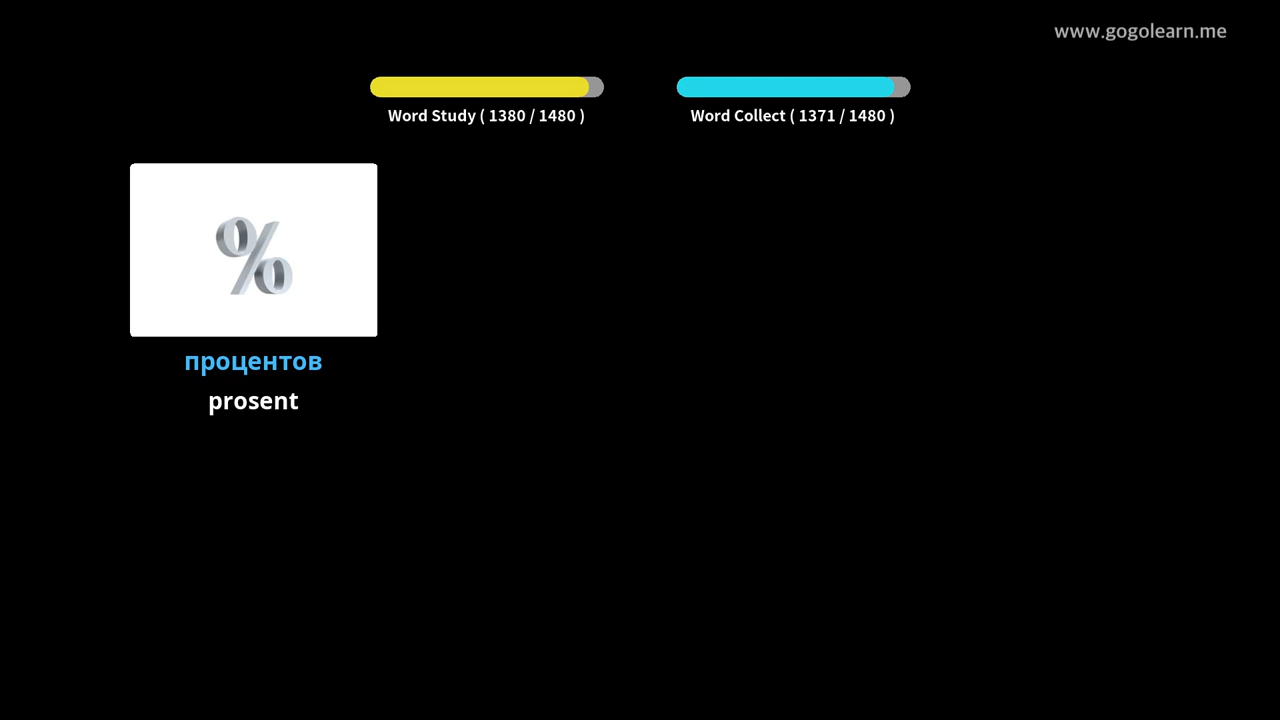 www.gogolearn.me
Word Study ( 1380 / 1480 )
Word Collect ( 1371 / 1480 )
%
процентов
prosent